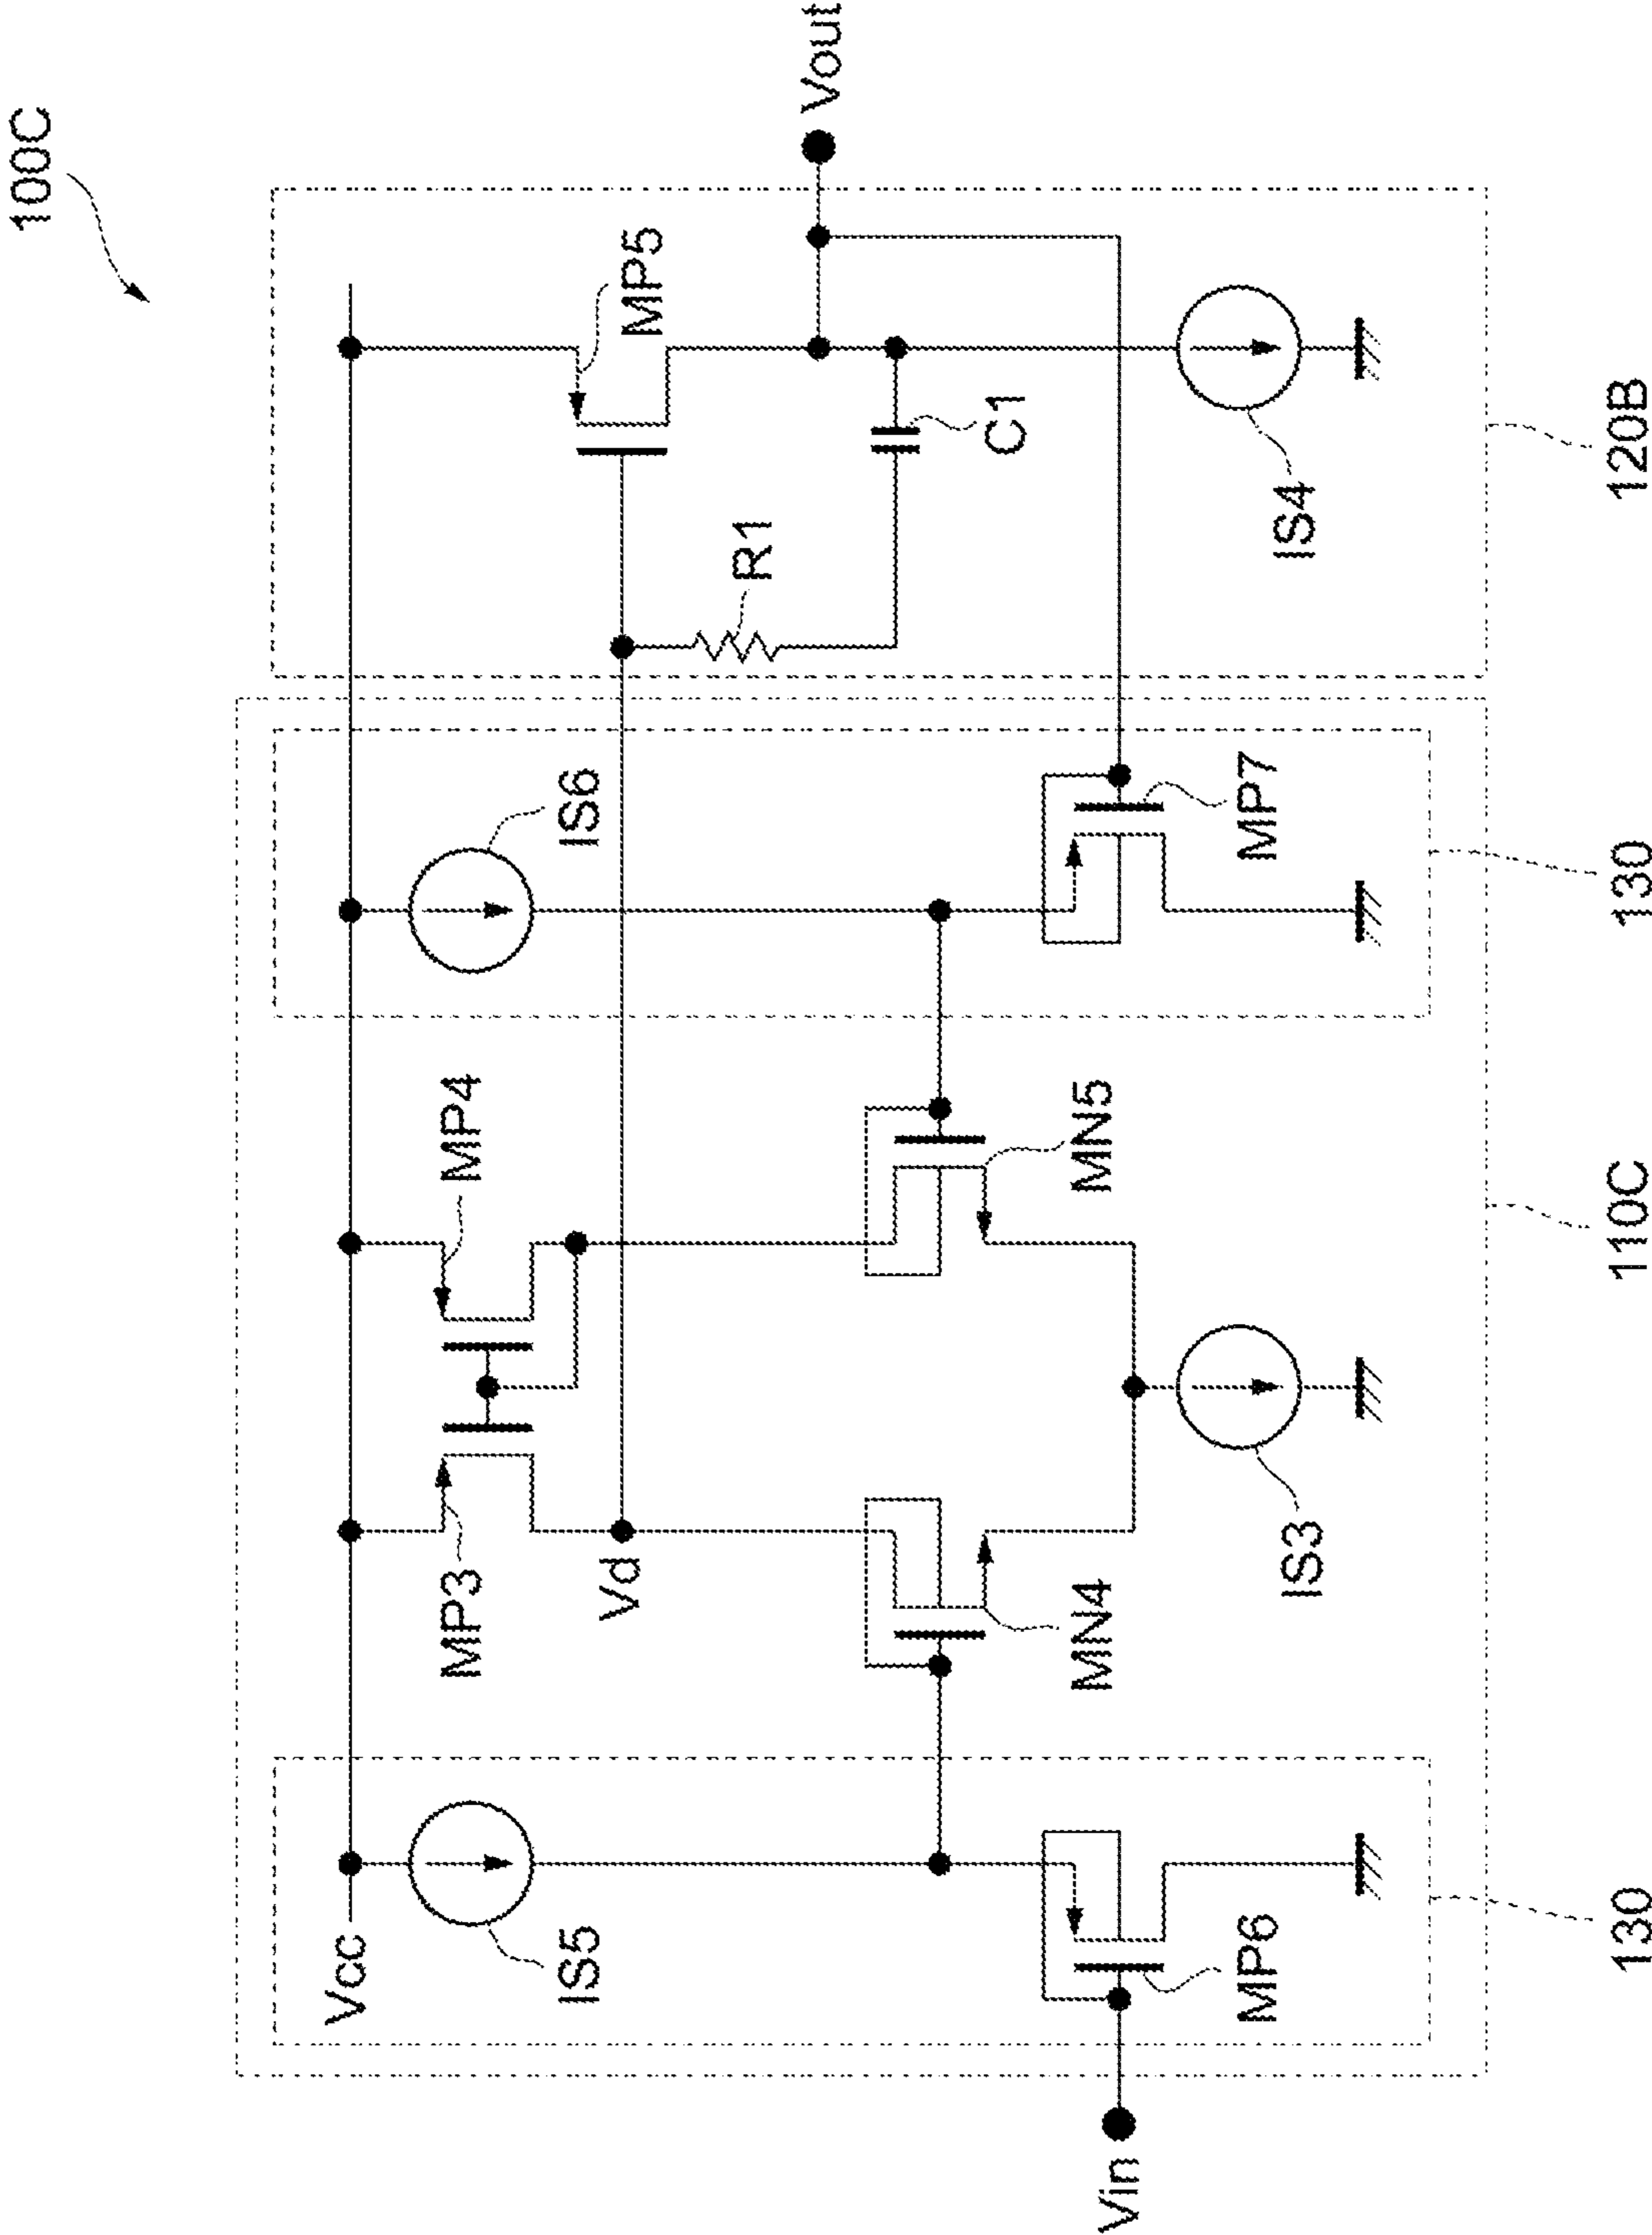 100C
Vcc
IS5
MP3
MP4
IS6
MP5
Vd
R1
Vout
C1
MN4
MN5
Vin
MP6
MP7
IS3
IS4
130
110C
130
120B